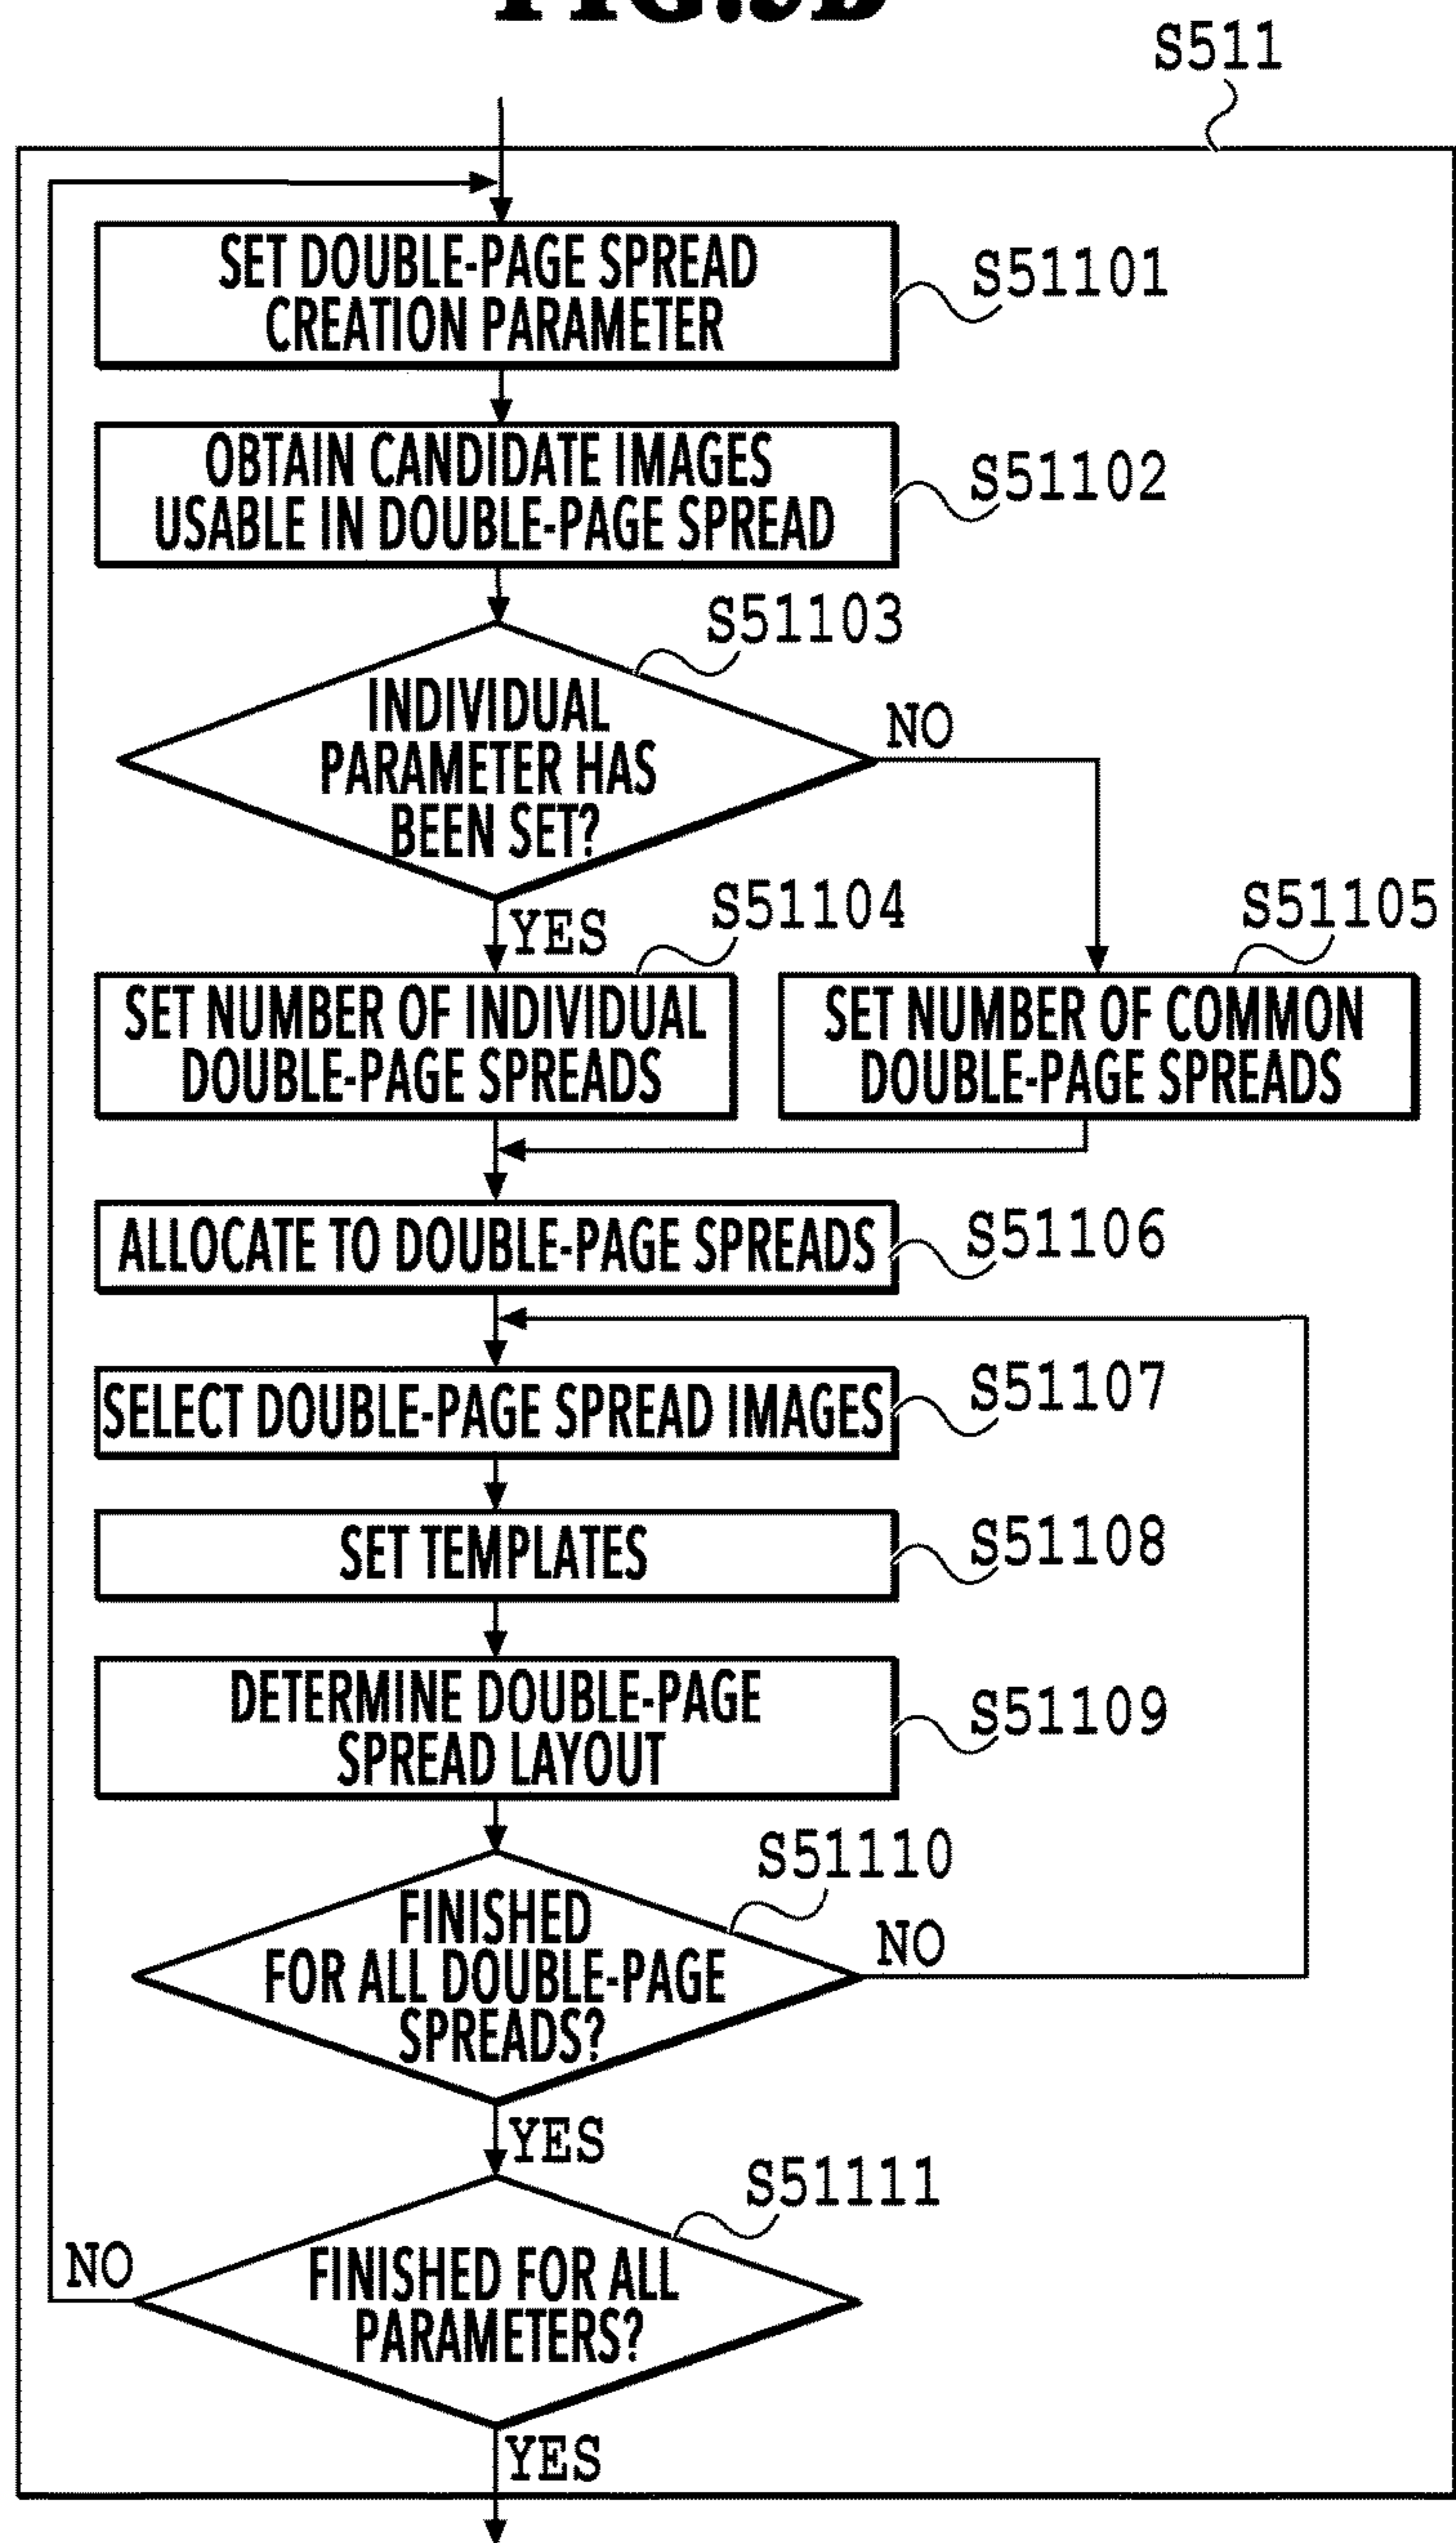 S511
SET DOUBLE-PAGE SPREAD
CREATION PARAMETER
S51101
OBTAIN CANDIDATE IMAGES
USABLE IN DOUBLE-PAGE SPREAD
S51102
S51103
INDIVIDUAL
PARAMETER HAS
BEEN SET?
NO
YES
S51104
S51105
SET NUMBER OF INDIVIDUAL
DOUBLE-PAGE SPREADS
SET NUMBER OF COMMON
DOUBLE-PAGE SPREADS
ALLOCATE TO DOUBLE-PAGE SPREADS
S51106
SELECT DOUBLE-PAGE SPREAD IMAGES
S51107
SET TEMPLATES
S51108
DETERMINE DOUBLE-PAGE
SPREAD LAYOUT
S51109
S51110
FINISHED
FOR ALL DOUBLE-PAGE
SPREADS?
NO
YES
S51111
NO
FINISHED FOR ALL
PARAMETERS?
YES